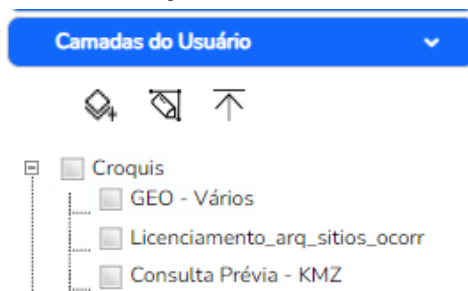 Camadas do Usuário
Croquis
GEO - Vários
Licenciamento_arq_sitios_ocorr
Consulta Prévia - KMZ